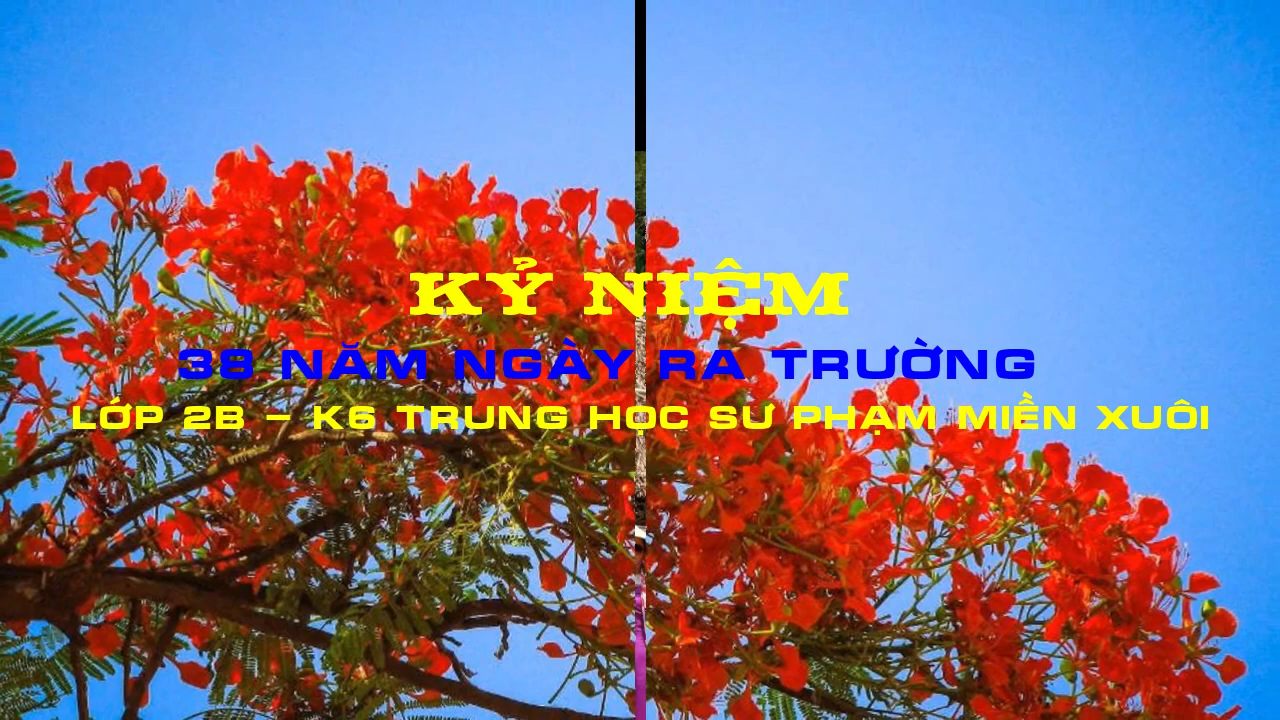 KỶ NIỆM
38 NĂM NGÀY RA TRƯỜNG
LỚP 2B – K6 TRUNG HỌC SƯ PHẠM MIỀN XUÔI